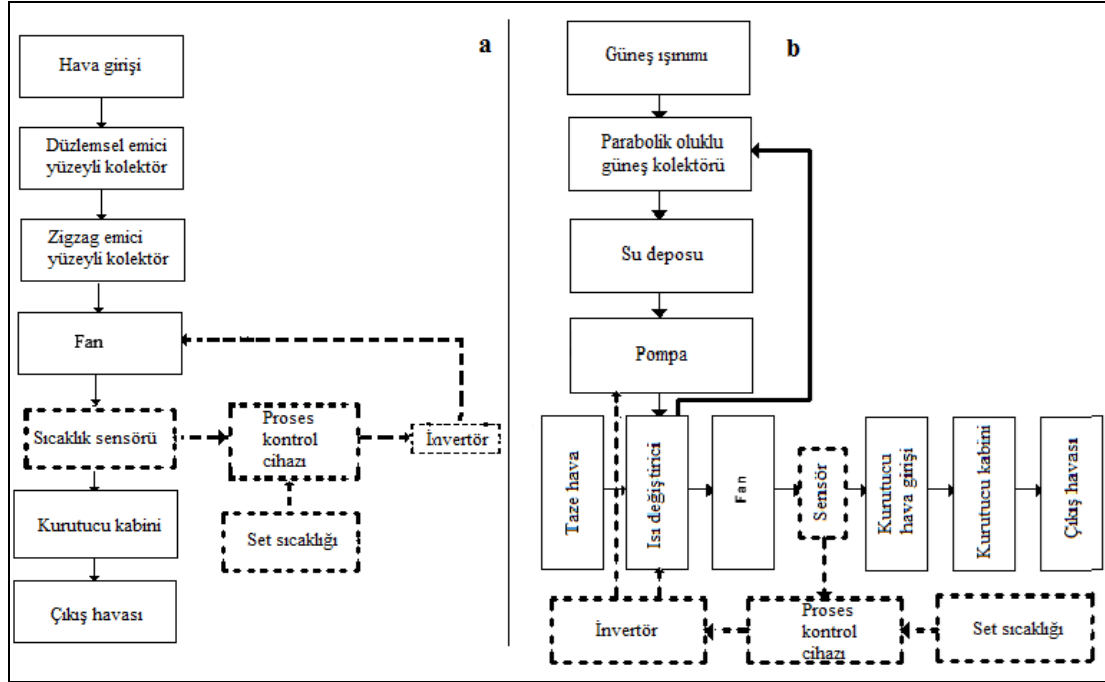 a
Hava girişi
Düzlemsel emici
yüzeyli kolektör
Zigzag emici
yüzeyli kolektör
Fan
Sıcaklık sensörü
Proses
kontrol
cihazı
İnvertör
Set sıcaklığı
Kurutucu kabini
Çıkış havası
b
Güneş ışınımı
Parabolik oluklu
güneş kolektörü
Su deposu
Pompa
Taze hava
Isı değiştirici
Fan
Sensör
Kurutucu
hava girişi
Kurutucu kabini
Çıkış havası
İnvertör
Proses
kontrol
cihazı
Set sıcaklığı